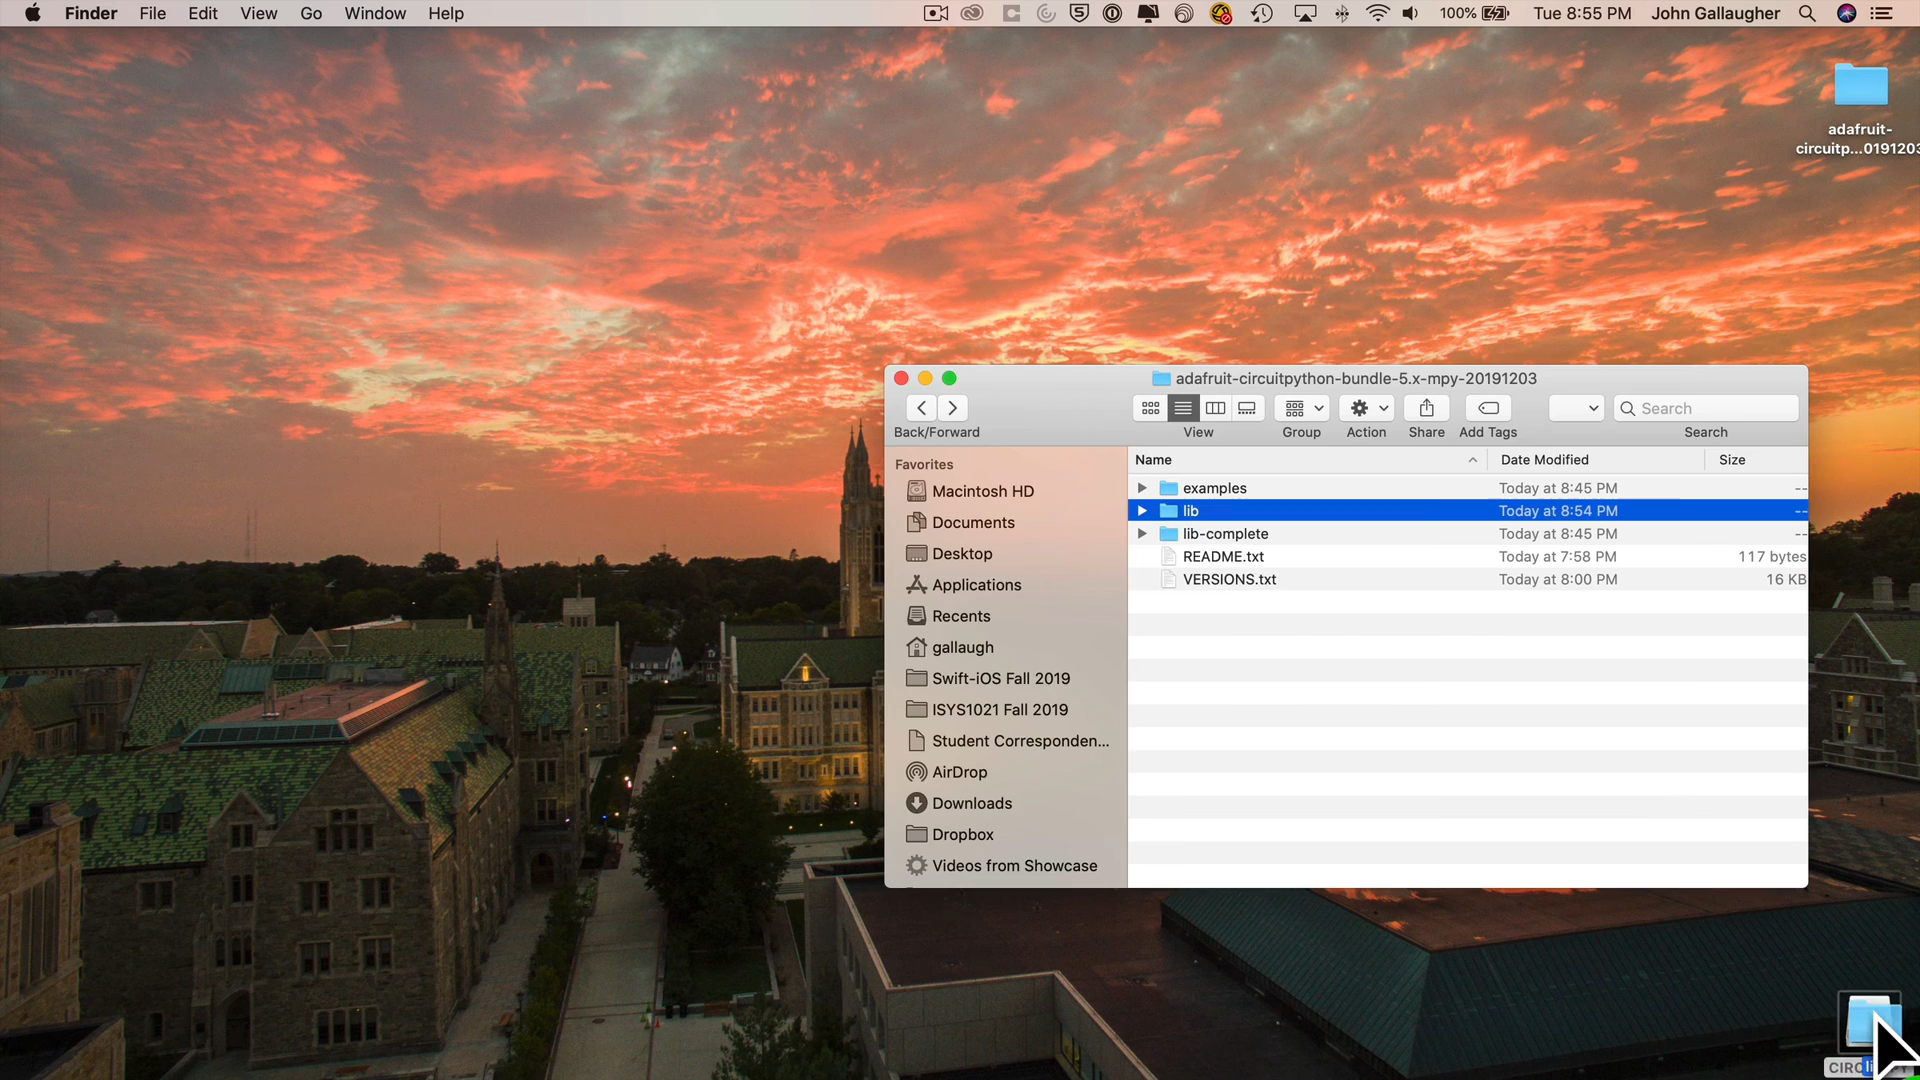 Finder File Edit View Go Window Help 100% Tue 8:55 PM John Gallaugher
adafruit-
circuitp...0191203
adafruit-circuitpython-bundle-5.x-mpy-20191203
Search
Back/Forward View Group Action Share Add Tags Search
Favorites
Macintosh HD
Documents
Desktop
Applications
Recents
gallaugh
Swift-iOS Fall 2019
ISYS1021 Fall 2019
Student Corresponden...
AirDrop
Downloads
Dropbox
Videos from Showcase
Name Date Modified Size
examples Today at 8:45 PM --
lib Today at 8:54 PM --
lib-complete Today at 8:45 PM --
README.txt Today at 7:58 PM 117 bytes
VERSIONS.txt Today at 8:00 PM 16 KB